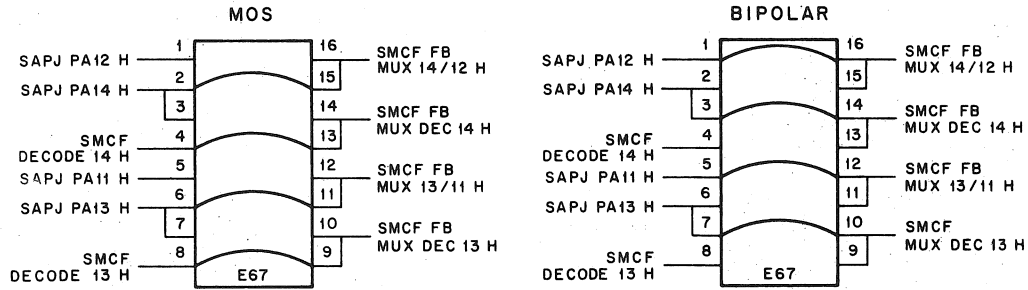 MOS
1
SAPJ PA12 H
2
SAPJ PA14 H
3
4
SMCF
DECODE 14 H
5
SAPJ PA11 H
6
SAPJ PA13 H
7
8
SMCF
DECODE 13 H
16
SMCF FB
MUX 14/12 H
15
14
SMCF FB
MUX DEC 14 H
13
12
SMCF FB
MUX 13/11 H
11
10
SMCF FB
MUX DEC 13 H
9
E67
BIPOLAR
1
SAPJ PA12 H
2
SAPJ PA14 H
3
4
SMCF
DECODE 14 H
5
SAPJ PA11 H
6
SAPJ PA13 H
7
8
SMCF
DECODE 13 H
16
SMCF FB
MUX 14/12 H
15
14
SMCF FB
MUX DEC 14 H
13
12
SMCF FB
MUX 13/11 H
11
10
SMCF
MUX DEC 13 H
9
E67